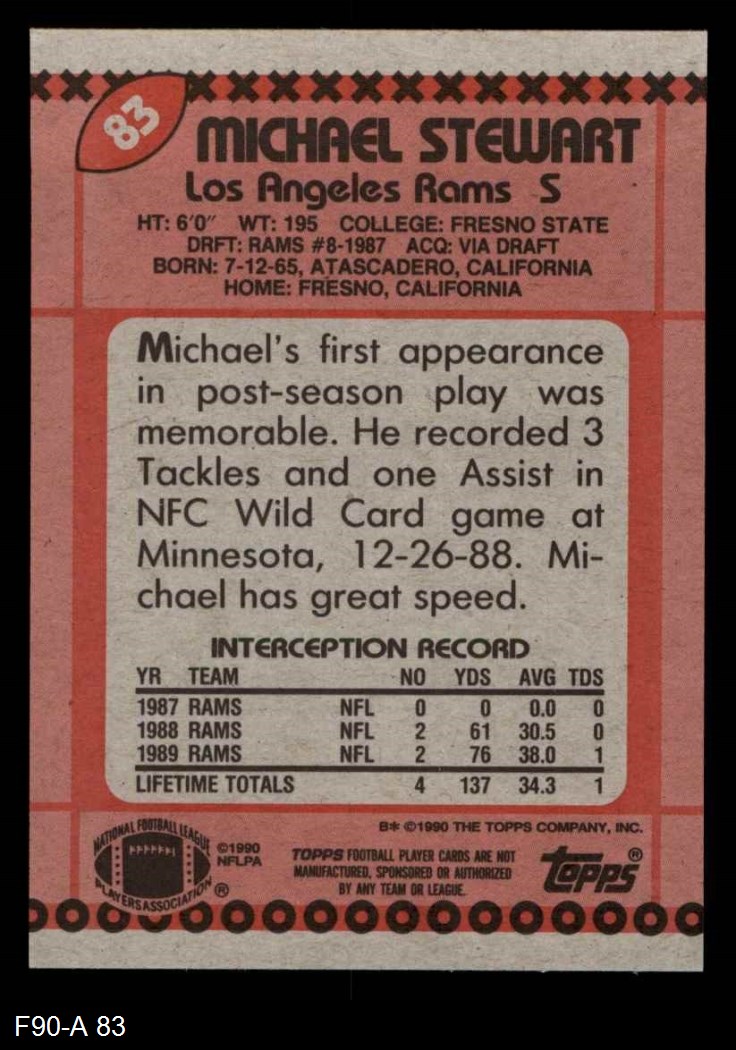 83
MICHAEL STEWART
Los Angeles Rams S
HT: 6'0" WT: 195 COLLEGE: FRESNO STATE
DRFT: RAMS #8-1987 ACQ: VIA DRAFT
BORN: 7-12-65, ATASCADERO, CALIFORNIA
HOME: FRESNO, CALIFORNIA
Michael's first appearance
in post-season play was
memorable. He recorded 3
Tackles and one Assist in
NFC Wild Card game at
Minnesota, 12-26-88. Mi-
chael has great speed.
INTERCEPTION RECORD
YR TEAM NO YDS AVG TDS
1987 RAMS NFL 0 0 0.0 0
1988 RAMS NFL 2 61 30.5 0
1989 RAMS NFL 2 76 38.0 1
LIFETIME TOTALS 4 137 34.3 1
B* ©1990 THE TOPPS COMPANY, INC.
NATIONAL FOOTBALL LEAGUE
PLAYERS ASSOCIATION ®
©1990
NFLPA
TOPPS FOOTBALL PLAYER CARDS ARE NOT
MANUFACTURED, SPONSORED OR AUTHORIZED
BY ANY TEAM OR LEAGUE.
topps®
F90-A 83